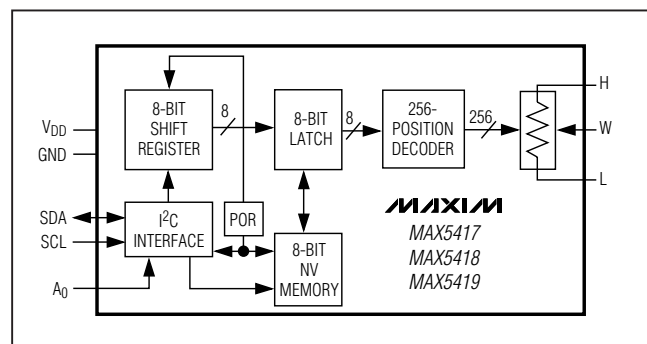 VDD
GND
SDA
SCL
A0
8-BIT
SHIFT
REGISTER
8
8-BIT
LATCH
8
256-
POSITION
DECODER
256
H
W
L
I2C
INTERFACE
POR
8-BIT
NV
MEMORY
MAXIM
MAX5417
MAX5418
MAX5419